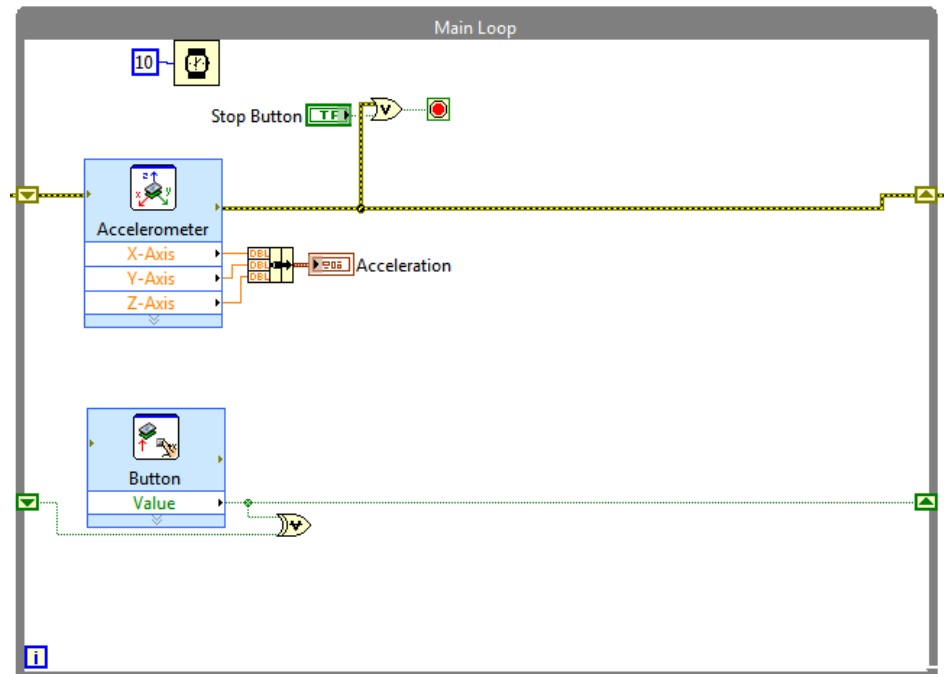 Main Loop
10
Stop Button TF
Accelerometer
X-Axis DBL
Y-Axis DBL
Z-Axis DBL
Acceleration
Button
Value
i